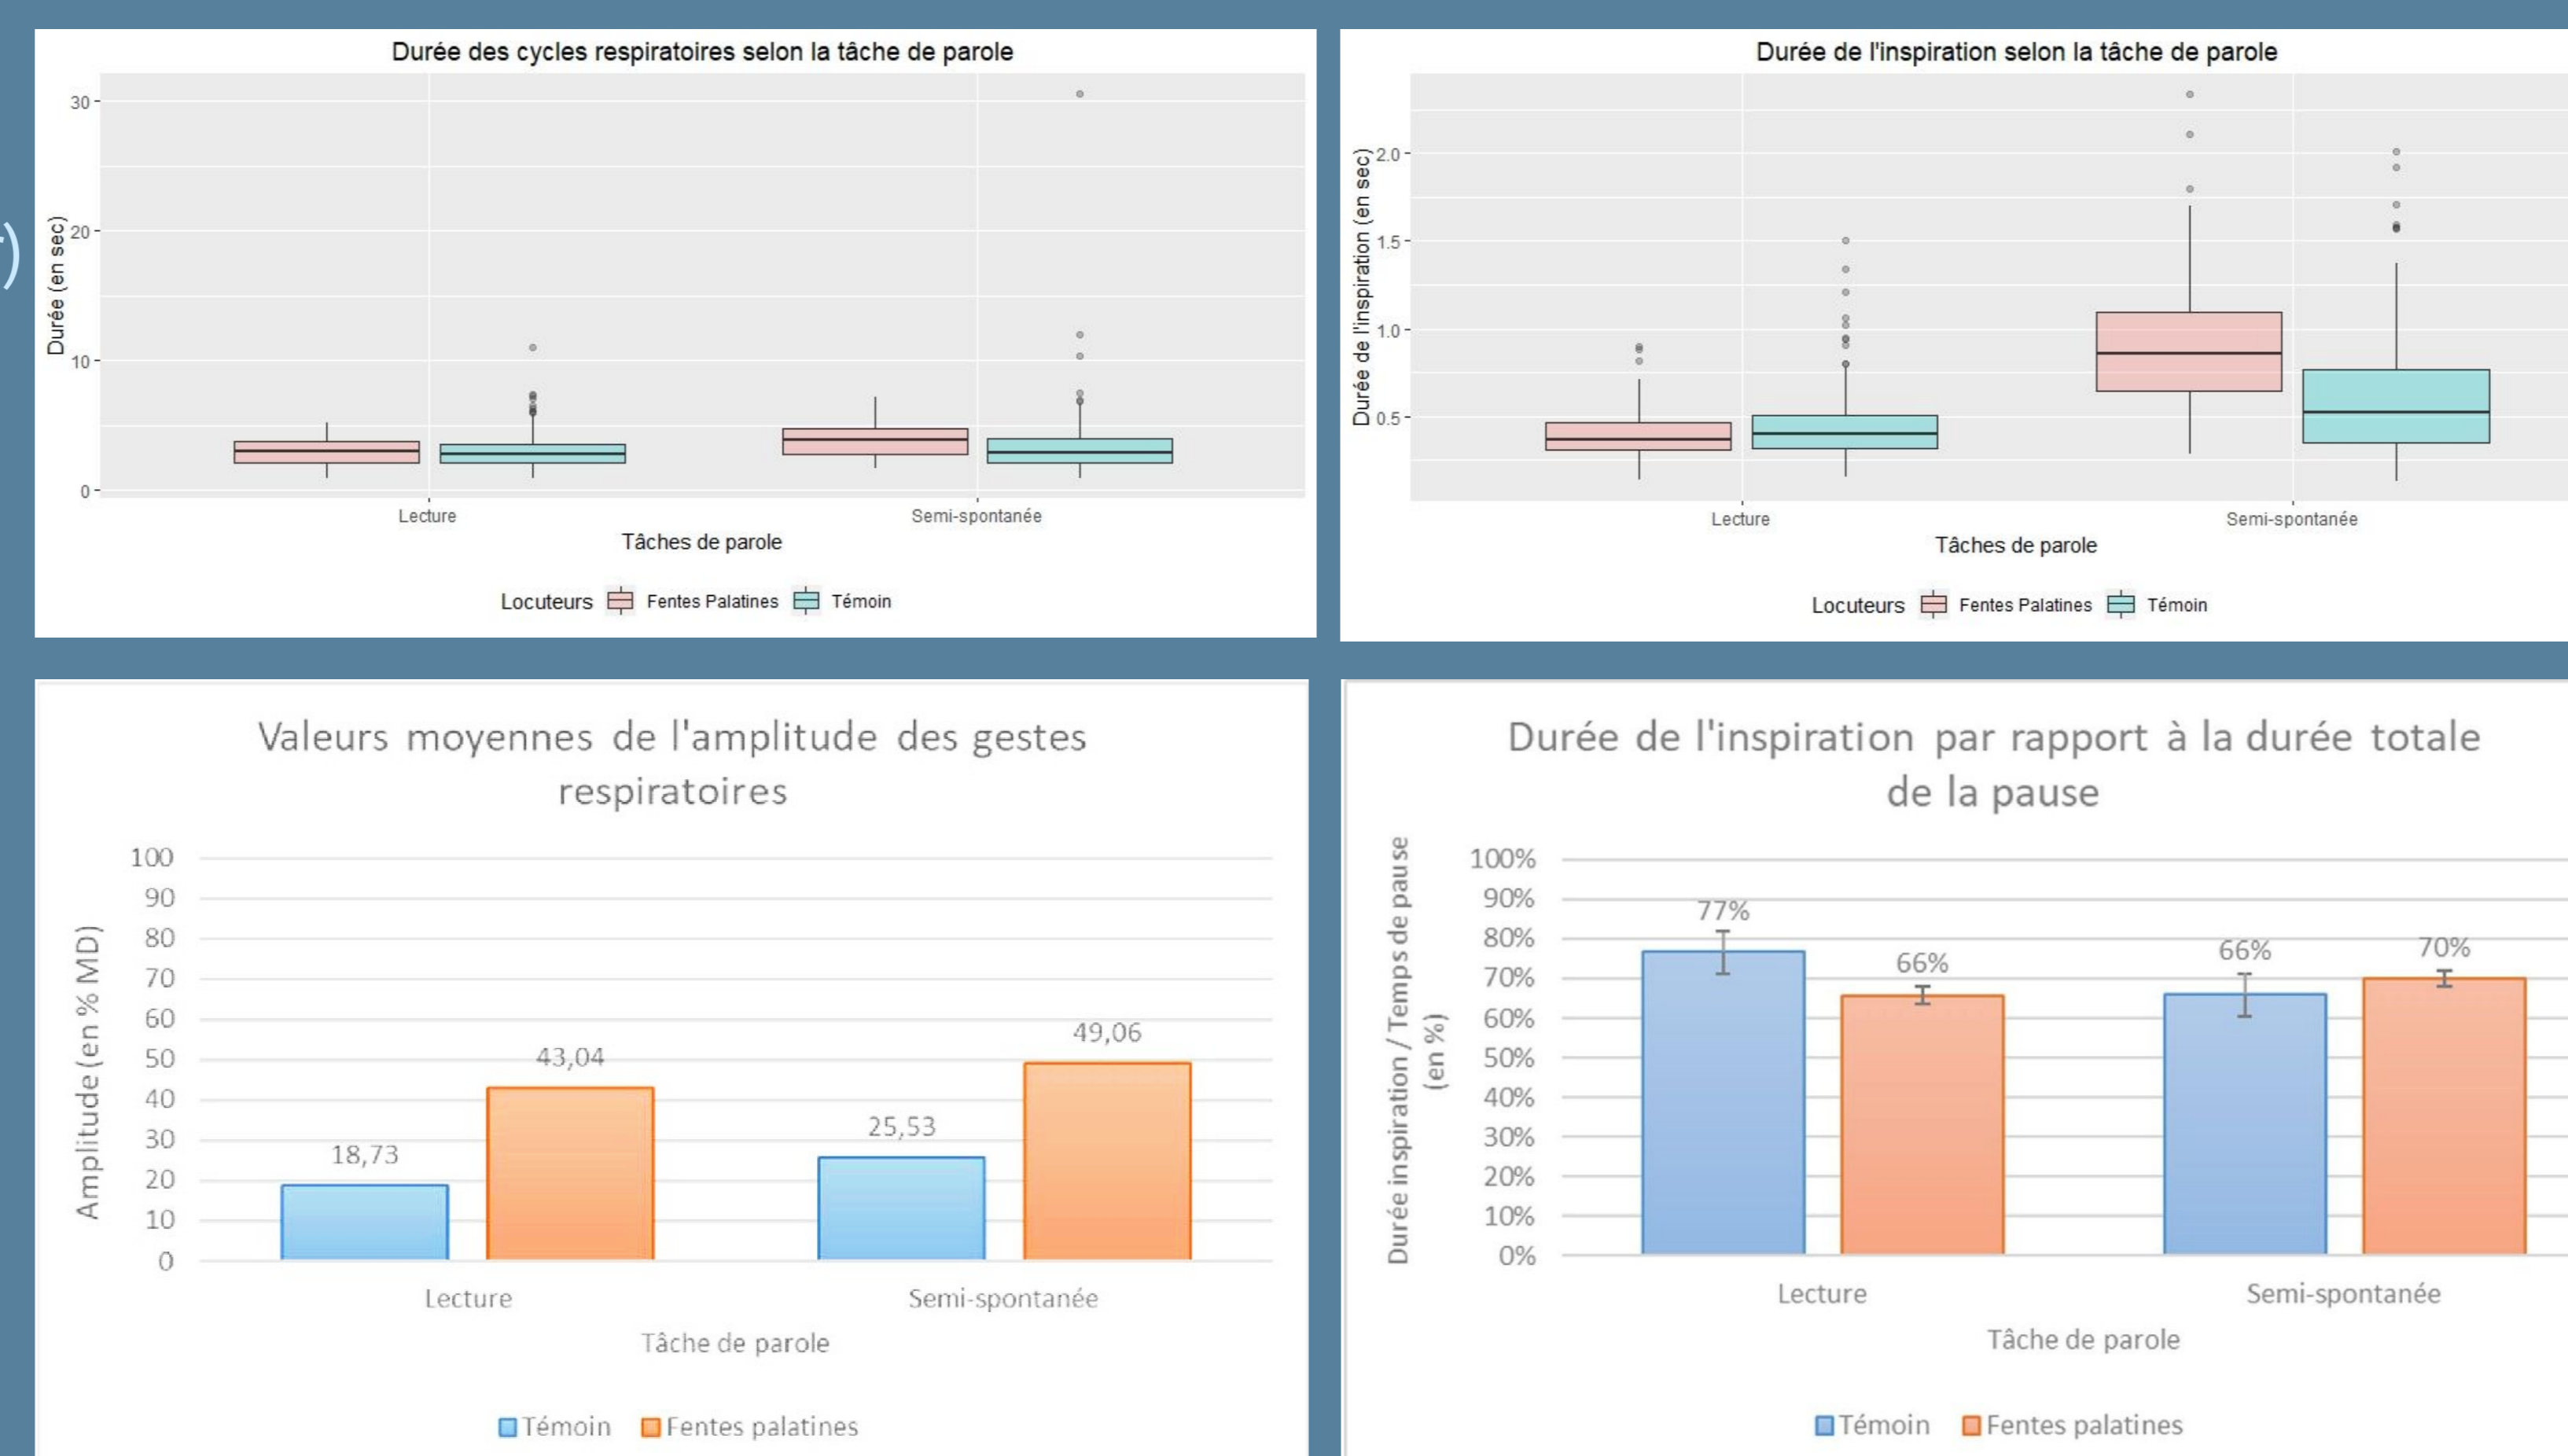 Durée des cycles respiratoires selon la tâche de parole
30
20
10
0
Durée (en sec)
Lecture
Semi-spontanée
Tâches de parole
Locuteurs
Fentes Palatines
Témoin
Durée de l'inspiration selon la tâche de parole
2.0
1.5
1.0
0.5
Durée de l'inspiration (en sec)
Lecture
Semi-spontanée
Tâches de parole
Locuteurs
Fentes Palatines
Témoin
Valeurs moyennes de l'amplitude des gestes
respiratoires
100
90
80
70
60
50
40
30
20
10
0
Amplitude (en % MD)
18,73
43,04
25,53
49,06
Lecture
Semi-spontanée
Tâche de parole
Témoin
Fentes palatines
Durée de l'inspiration par rapport à la durée totale
de la pause
100%
90%
80%
70%
60%
50%
40%
30%
20%
10%
0%
Durée inspiration / Temps de pause
(en %)
77%
66%
66%
70%
Lecture
Semi-spontanée
Tâche de parole
Témoin
Fentes palatines